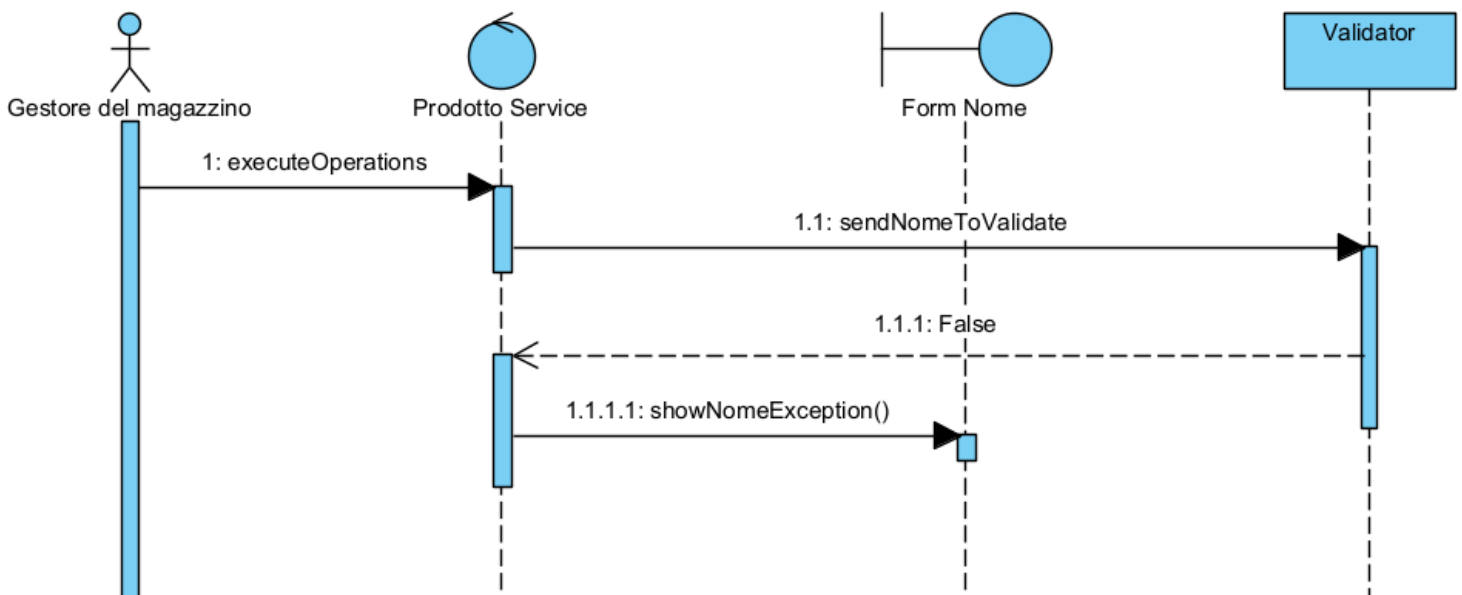 Validator
Gestore del magazzino
Prodotto Service
Form Nome
1: executeOperations
1.1: sendNomeToValidate
1.1.1: False
1.1.1.1: showNomeException()